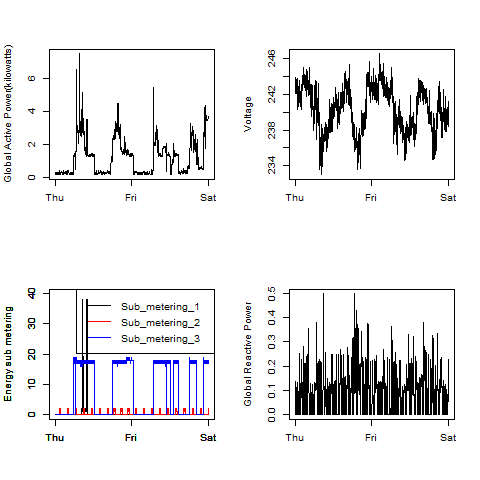 Global Active Power(kilowatts)
0 2 4 6
Thu Fri Sat
Voltage
234 238 242 246
Thu Fri Sat
Energy sub metering
0 10 20 30 40
Sub_metering_1
Sub_metering_2
Sub_metering_3
Thu Fri Sat
Global Reactive Power
0.0 0.1 0.2 0.3 0.4 0.5
Thu Fri Sat